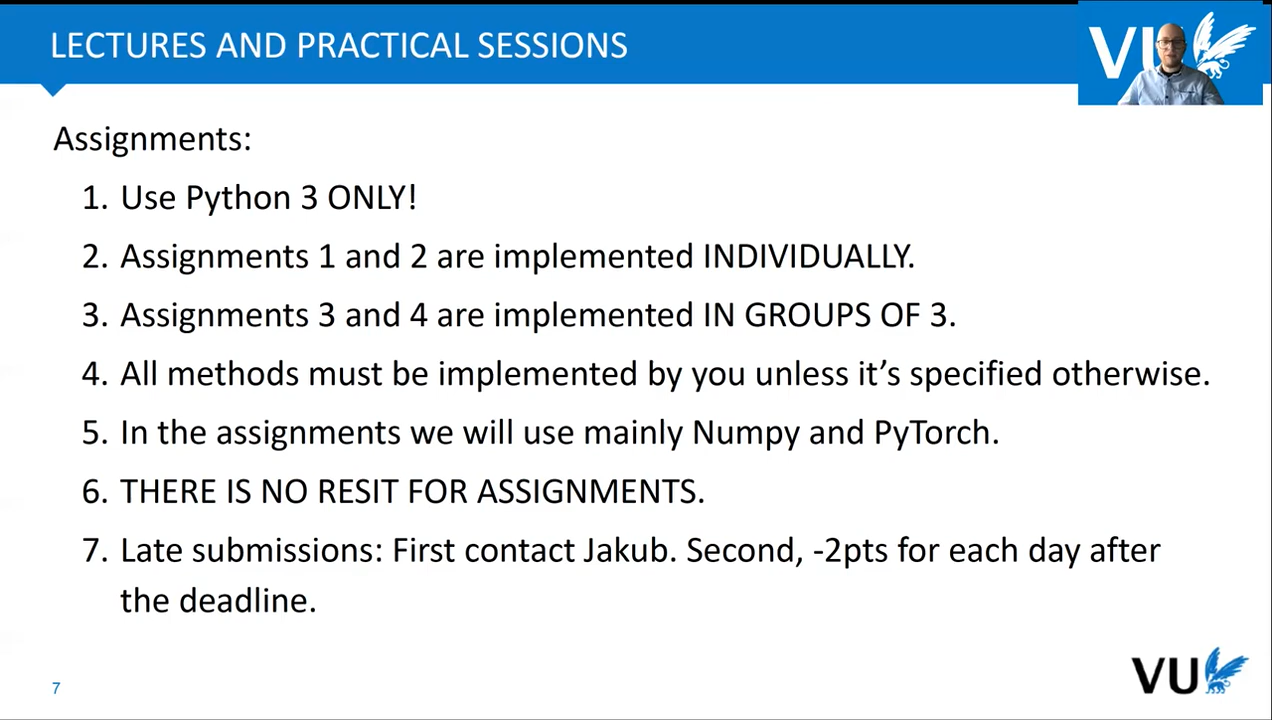 LECTURES AND PRACTICAL SESSIONS
Assignments:
1. Use Python 3 ONLY!
2. Assignments 1 and 2 are implemented INDIVIDUALLY.
3. Assignments 3 and 4 are implemented IN GROUPS OF 3.
4. All methods must be implemented by you unless it’s specified otherwise.
5. In the assignments we will use mainly Numpy and PyTorch.
6. THERE IS NO RESIT FOR ASSIGNMENTS.
7. Late submissions: First contact Jakub. Second, -2pts for each day after
the deadline.
7
VU